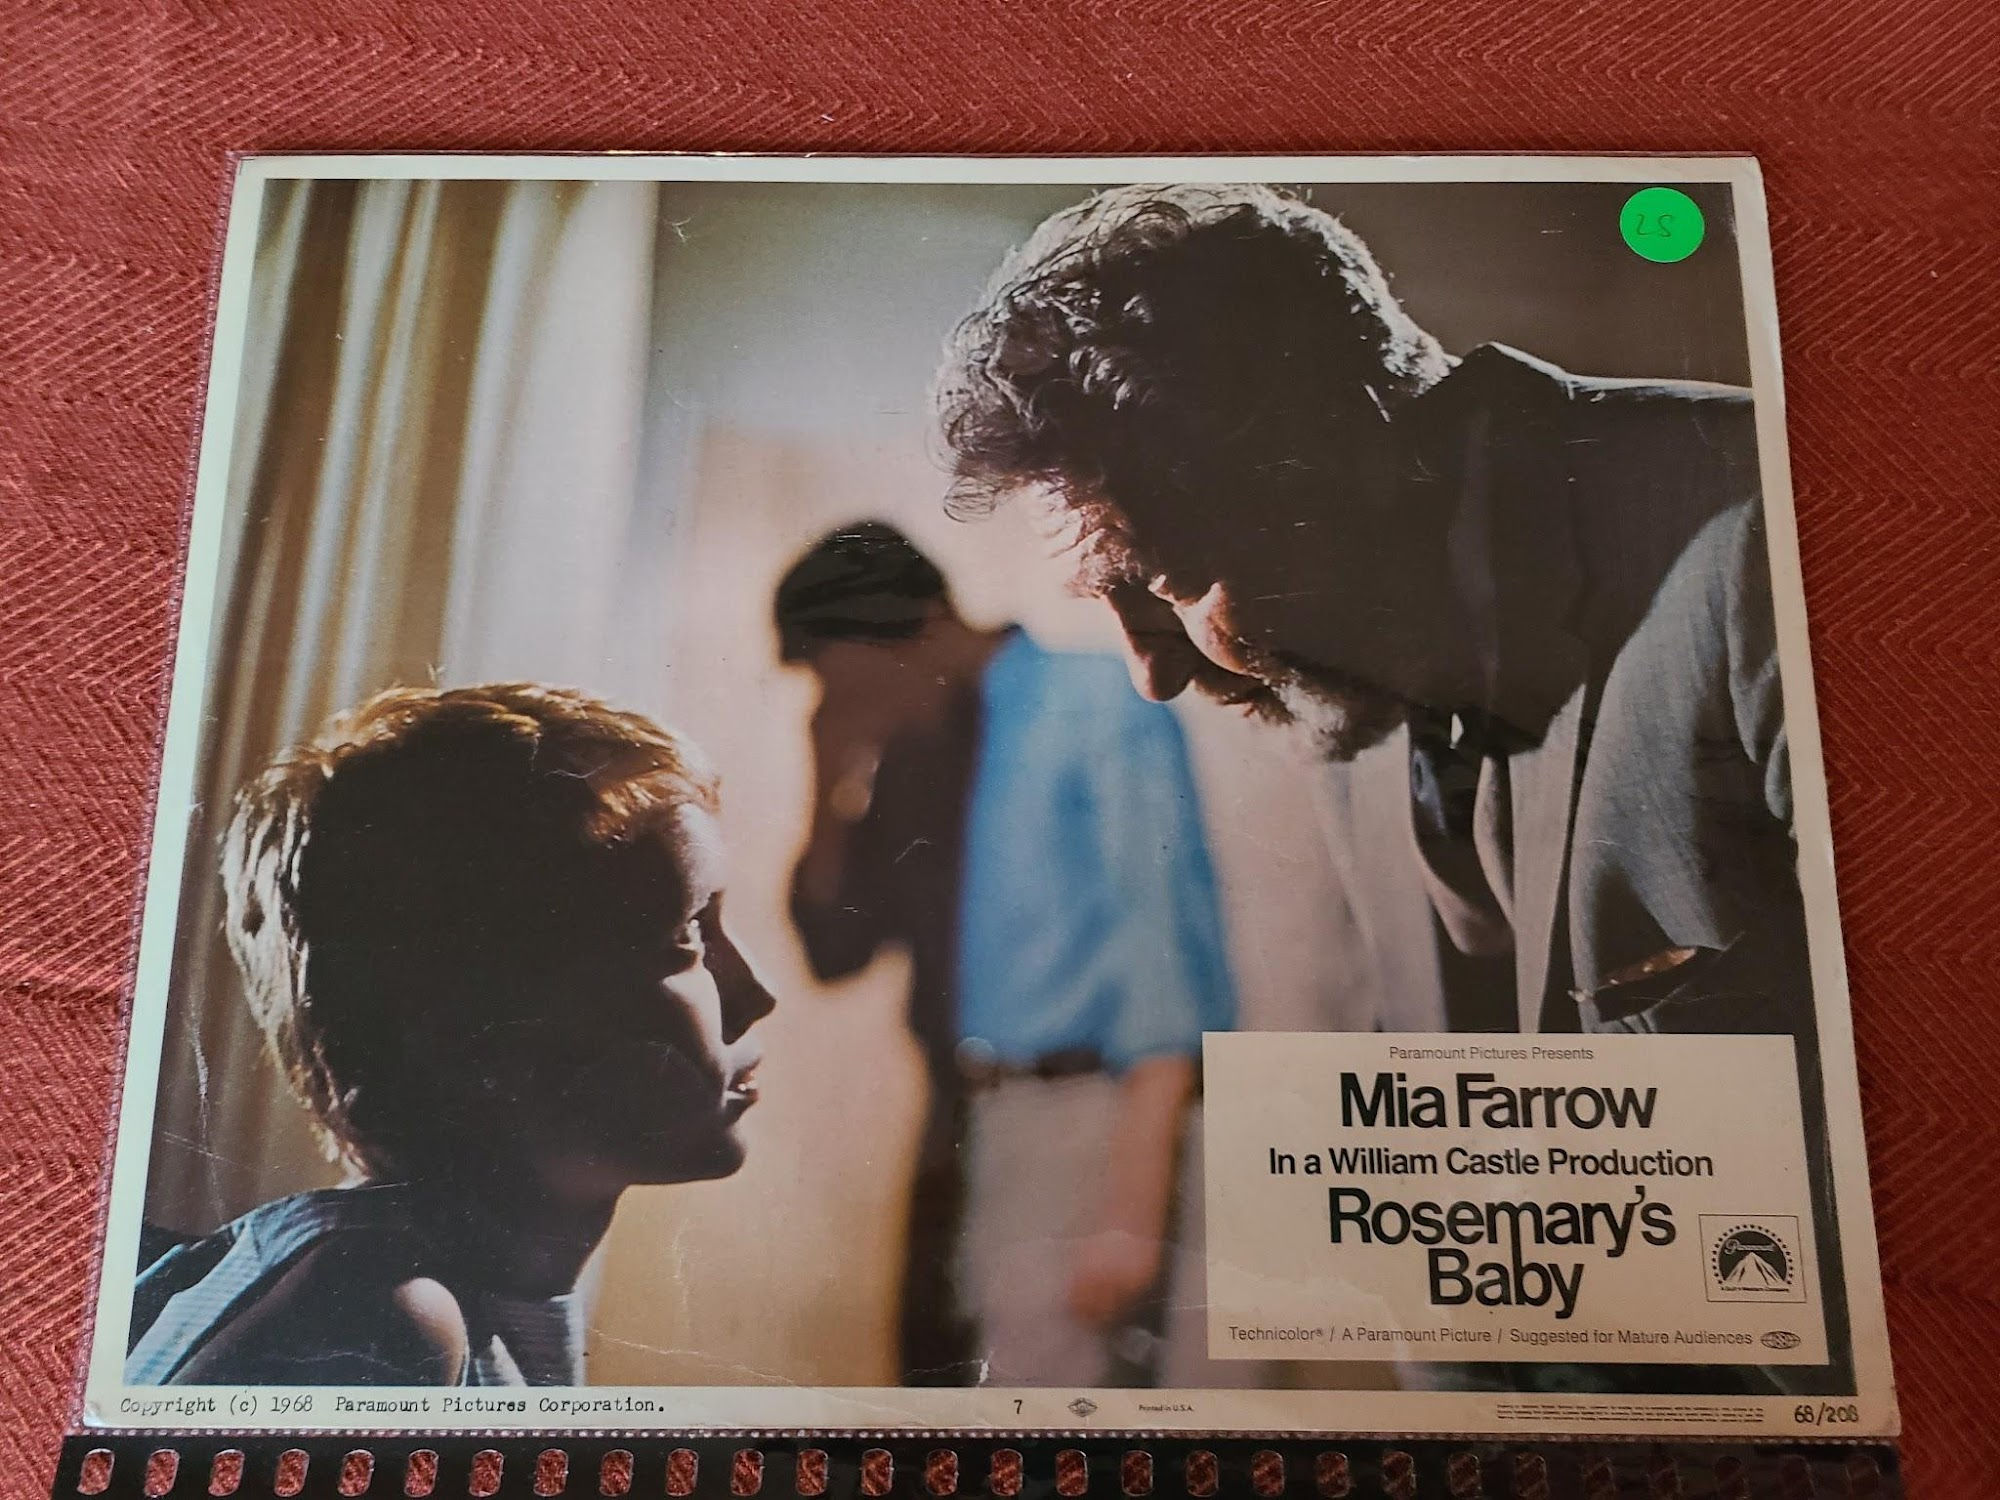 25
Paramount Pictures Presents
Mia Farrow
In a William Castle Production
Rosemary's
Baby
Paramount
Technicolor® / A Paramount Picture / Suggested for Mature Audiences
Copyright (c) 1968 Paramount Pictures Corporation.
7
Printed in U.S.A.
68/208